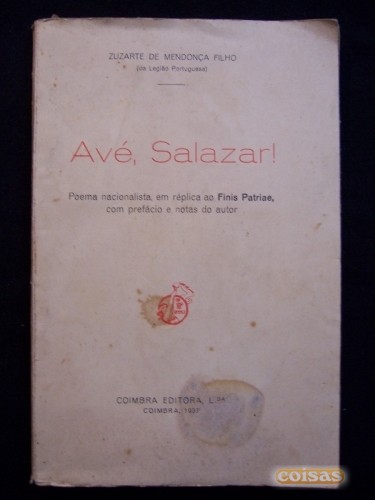 ZUZARTE DE MENDONÇA FILHO
(da Legião Portuguesa)
Avé, Salazar!
Poema nacionalista, em réplica ao Finis Patriae,
com prefácio e notas do autor
COIMBRA EDITORA, L.DA
COIMBRA, 1937
coisas